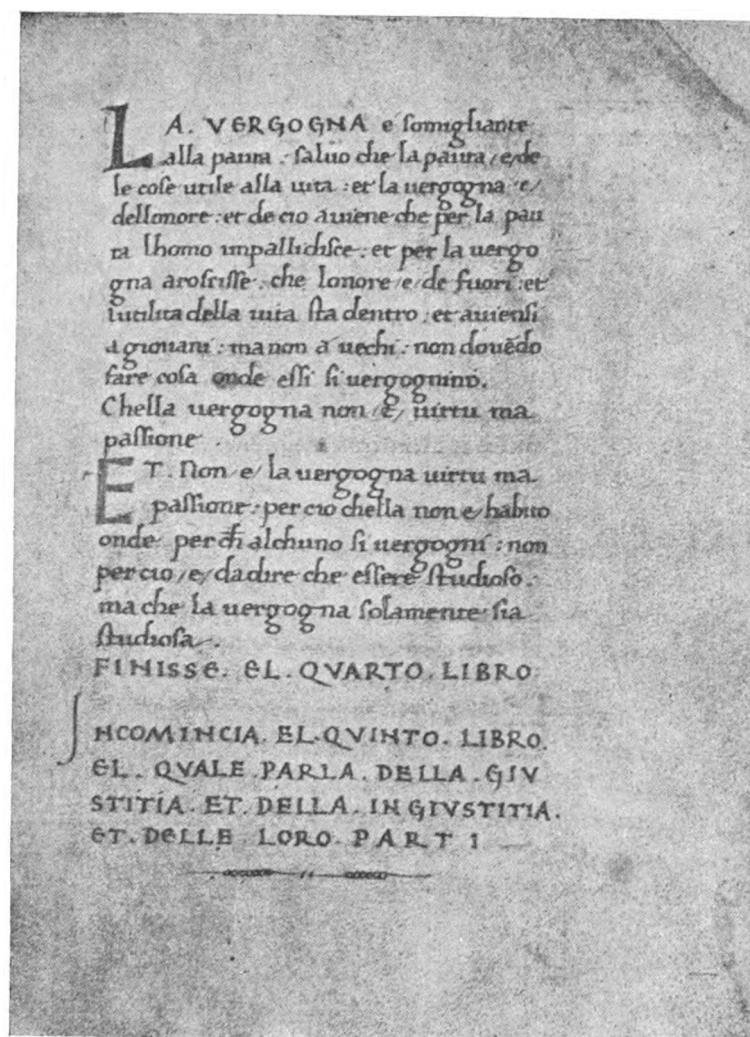 LA. VERGOGNA e somigliante
alla paura . saluo che la paura /e/ de
le cose utile alla uita : et la uergogna /e/
dellonore : et de cio auiene che per la pau
ra lhomo impallidisce : et per la uergo
gna aroscisse . che lonore /e/ de fuori : et
lutilita della uita sta dentro : et auiensi
a giouani : ma non a uechi : non douēdo
fare cosa onde essi si uergognino.
Chella uergogna non /e/ uirtu ma
passione .
ET. Non /e/ la uergogna uirtu ma
passione : per cio chella non e/ habito
onde perch̄ alchuno si uergogni : non
per cio /e/ da dire che essere studioso .
ma che la uergogna solamente sia
studiosa .
FINISSE. EL. QVARTO. LIBRO
INCOMINCIA. EL. QVINTO. LIBRO.
EL. QVALE. PARLA. DELLA. GIV
STITIA. ET. DELLA. INGIVSTITIA.
ET. DELLE LORO. PARTI